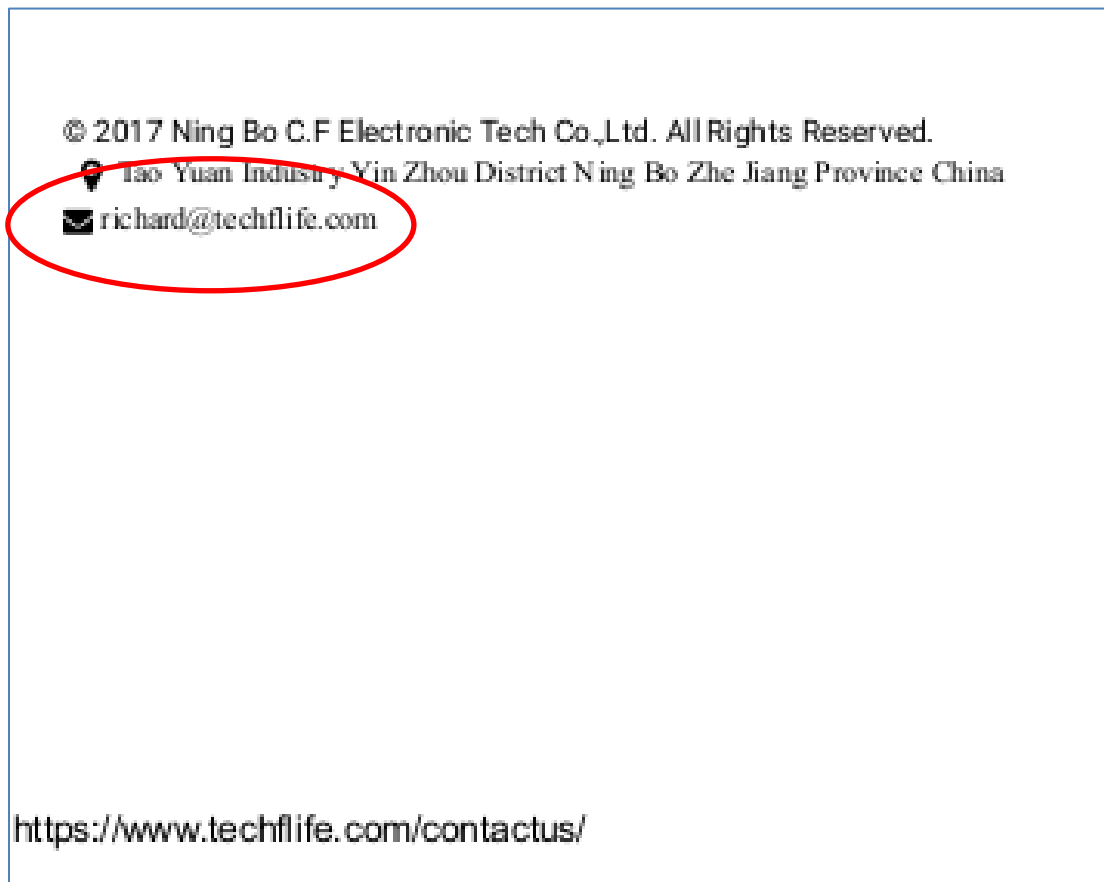 © 2017 Ning Bo C.F Electronic Tech Co.,Ltd. All Rights Reserved.
Tao Yuan Industry Yin Zhou District Ning Bo Zhe Jiang Province China
richard@techflife.com
https://www.techflife.com/contactus/